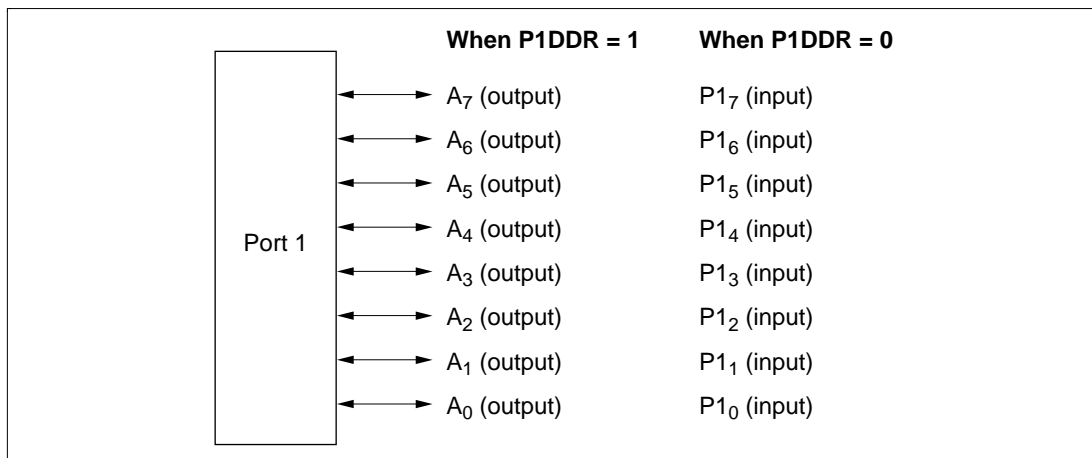 When P1DDR = 1 When P1DDR = 0
A7 (output) P17 (input)
A6 (output) P16 (input)
A5 (output) P15 (input)
A4 (output) P14 (input)
Port 1
A3 (output) P13 (input)
A2 (output) P12 (input)
A1 (output) P11 (input)
A0 (output) P10 (input)